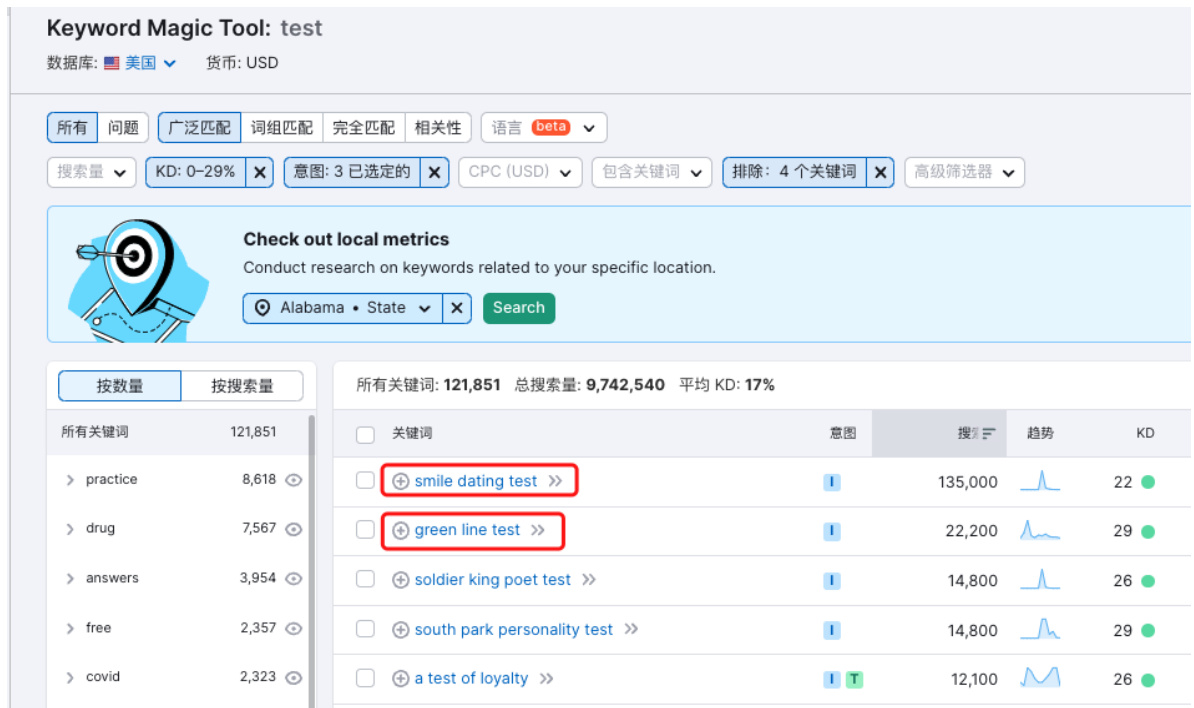 Keyword Magic Tool: test
数据库: 美国 货币: USD
所有 问题 广泛匹配 词组匹配 完全匹配 相关性 语言 beta
搜索量 KD: 0–29% 意图: 3 已选定的 CPC (USD) 包含关键词 排除: 4 个关键词 高级筛选器
Check out local metrics
Conduct research on keywords related to your specific location.
Alabama • State Search
按数量 按搜索量
所有关键词 121,851
practice 8,618
drug 7,567
answers 3,954
free 2,357
covid 2,323
所有关键词: 121,851 总搜索量: 9,742,540 平均 KD: 17%
关键词 意图 搜 趋势 KD
smile dating test I 135,000 22
green line test I 22,200 29
soldier king poet test I 14,800 26
south park personality test I 14,800 29
a test of loyalty I T 12,100 26